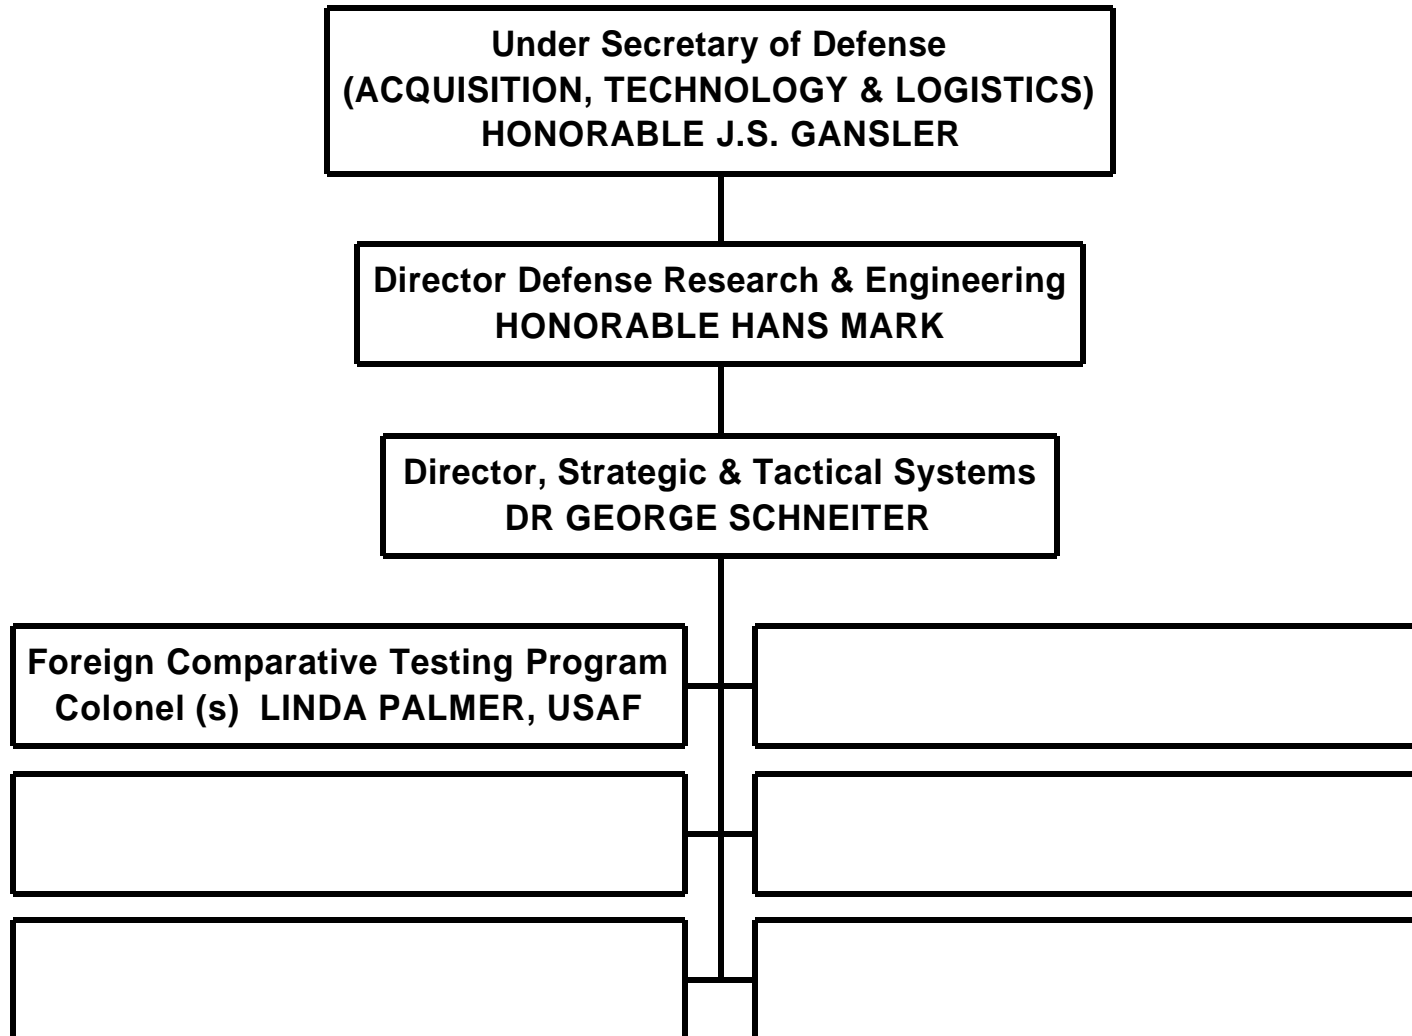 Under Secretary of Defense
(ACQUISITION, TECHNOLOGY & LOGISTICS)
HONORABLE J.S. GANSLER
Director Defense Research & Engineering
HONORABLE HANS MARK
Director, Strategic & Tactical Systems
DR GEORGE SCHNEITER
Foreign Comparative Testing Program
Colonel (s)  LINDA PALMER, USAF